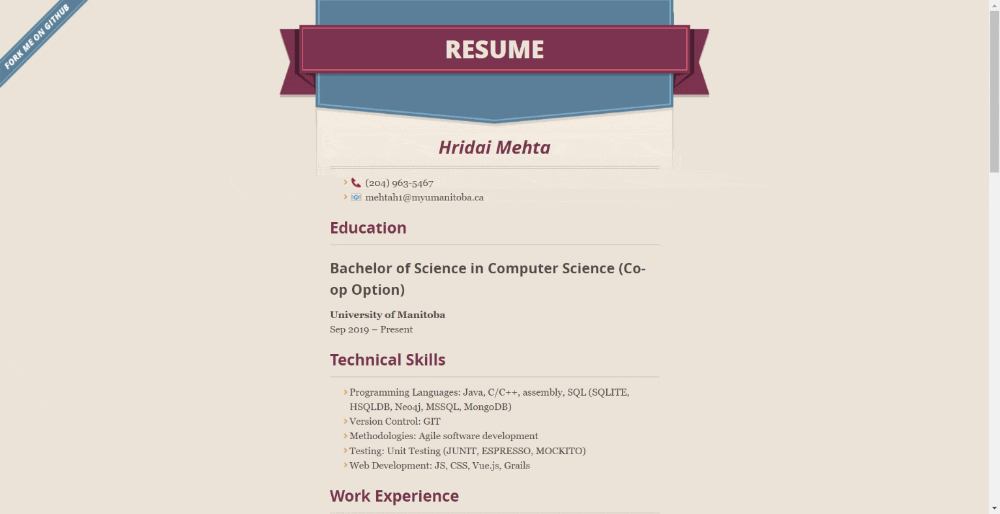 FORK ME ON GITHUB
RESUME
Hridai Mehta
(204) 963-5467
mehtah1@myumanitoba.ca
Education
Bachelor of Science in Computer Science (Co-
op Option)
University of Manitoba
Sep 2019 – Present
Technical Skills
Programming Languages: Java, C/C++, assembly, SQL (SQLITE,
HSQLDB, Neo4j, MSSQL, MongoDB)
Version Control: GIT
Methodologies: Agile software development
Testing: Unit Testing (JUNIT, ESPRESSO, MOCKITO)
Web Development: JS, CSS, Vue.js, Grails
Work Experience